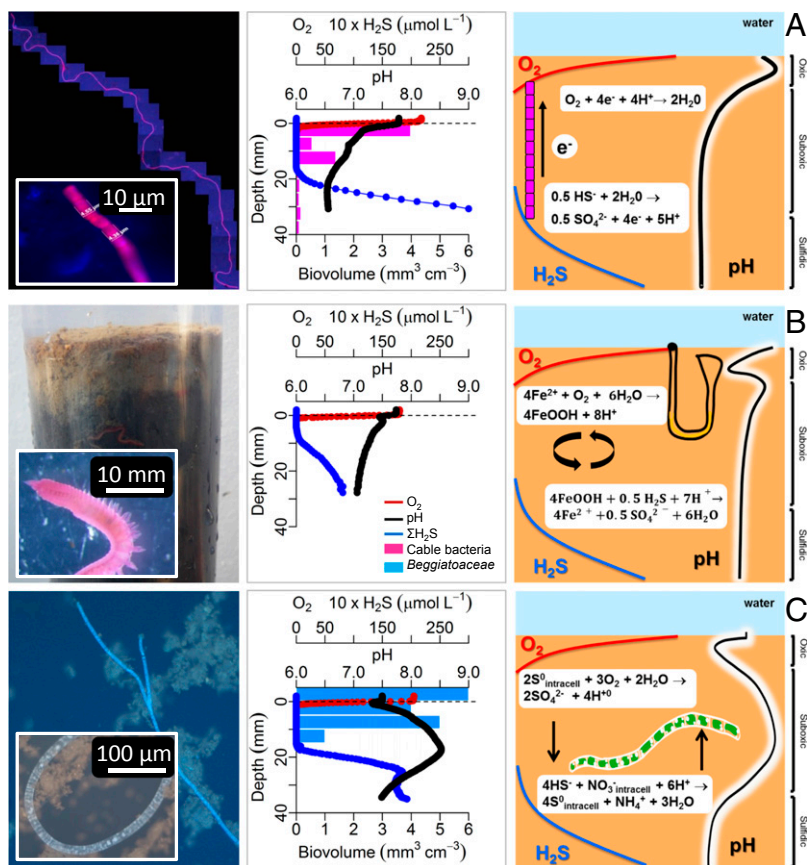 A
10 µm
O2 10 x H2S (µmol L−1)
0 50 150 250
pH
6.0 7.0 8.0 9.0
Depth (mm)
0
20
40
0 1 2 3 4 5 6
Biovolume (mm3 cm−3)
water
O2
O2 + 4e- + 4H+ → 2H20
e-
0.5 HS- + 2H20 →
0.5 SO42- + 4e- + 5H+
H2S
pH
Oxic
Suboxic
Sulfidic
B
10 mm
O2 10 x H2S (µmol L−1)
0 50 150 250
pH
6.0 7.0 8.0 9.0
Depth (mm)
0
20
40
O2
pH
ΣH2S
Cable bacteria
Beggiatoaceae
water
O2
4Fe2+ + O2 + 6H2O →
4FeOOH + 8H+
4FeOOH + 0.5 H2S + 7H + →
4Fe2 + + 0.5 SO42 − + 6H2O
H2S
pH
Oxic
Suboxic
Sulfidic
C
100 µm
O2 10 x H2S (µmol L−1)
0 50 150 250
pH
6.0 7.0 8.0 9.0
Depth (mm)
0
20
40
0 1 2 3 4 5 6
Biovolume (mm3 cm−3)
water
O2
2S0intracell + 3O2 + 2H2O →
2SO42- + 4H+0
4HS- + NO3-intracell + 6H+ →
4S0intracell + NH4+ + 3H2O
H2S
pH
Oxic
Suboxic
Sulfidic